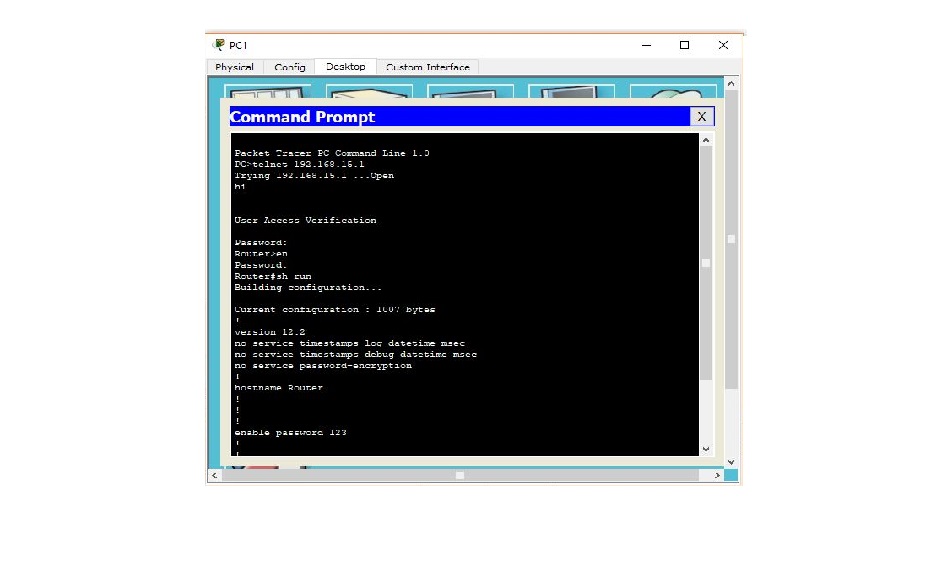 PC1
Physical Config Desktop Custom Interface
Command Prompt
X
Packet Tracer PC Command Line 1.0
PC>telnet 192.168.15.1
Trying 192.168.15.1 ...Open
hi
User Access Verification
Password:
Router>en
Password:
Router#sh run
Building configuration...
Current configuration : 1007 bytes
!
version 12.2
no service timestamps log datetime msec
no service timestamps debug datetime msec
no service password-encryption
!
hostname Router
!
!
!
enable password 123
!
!